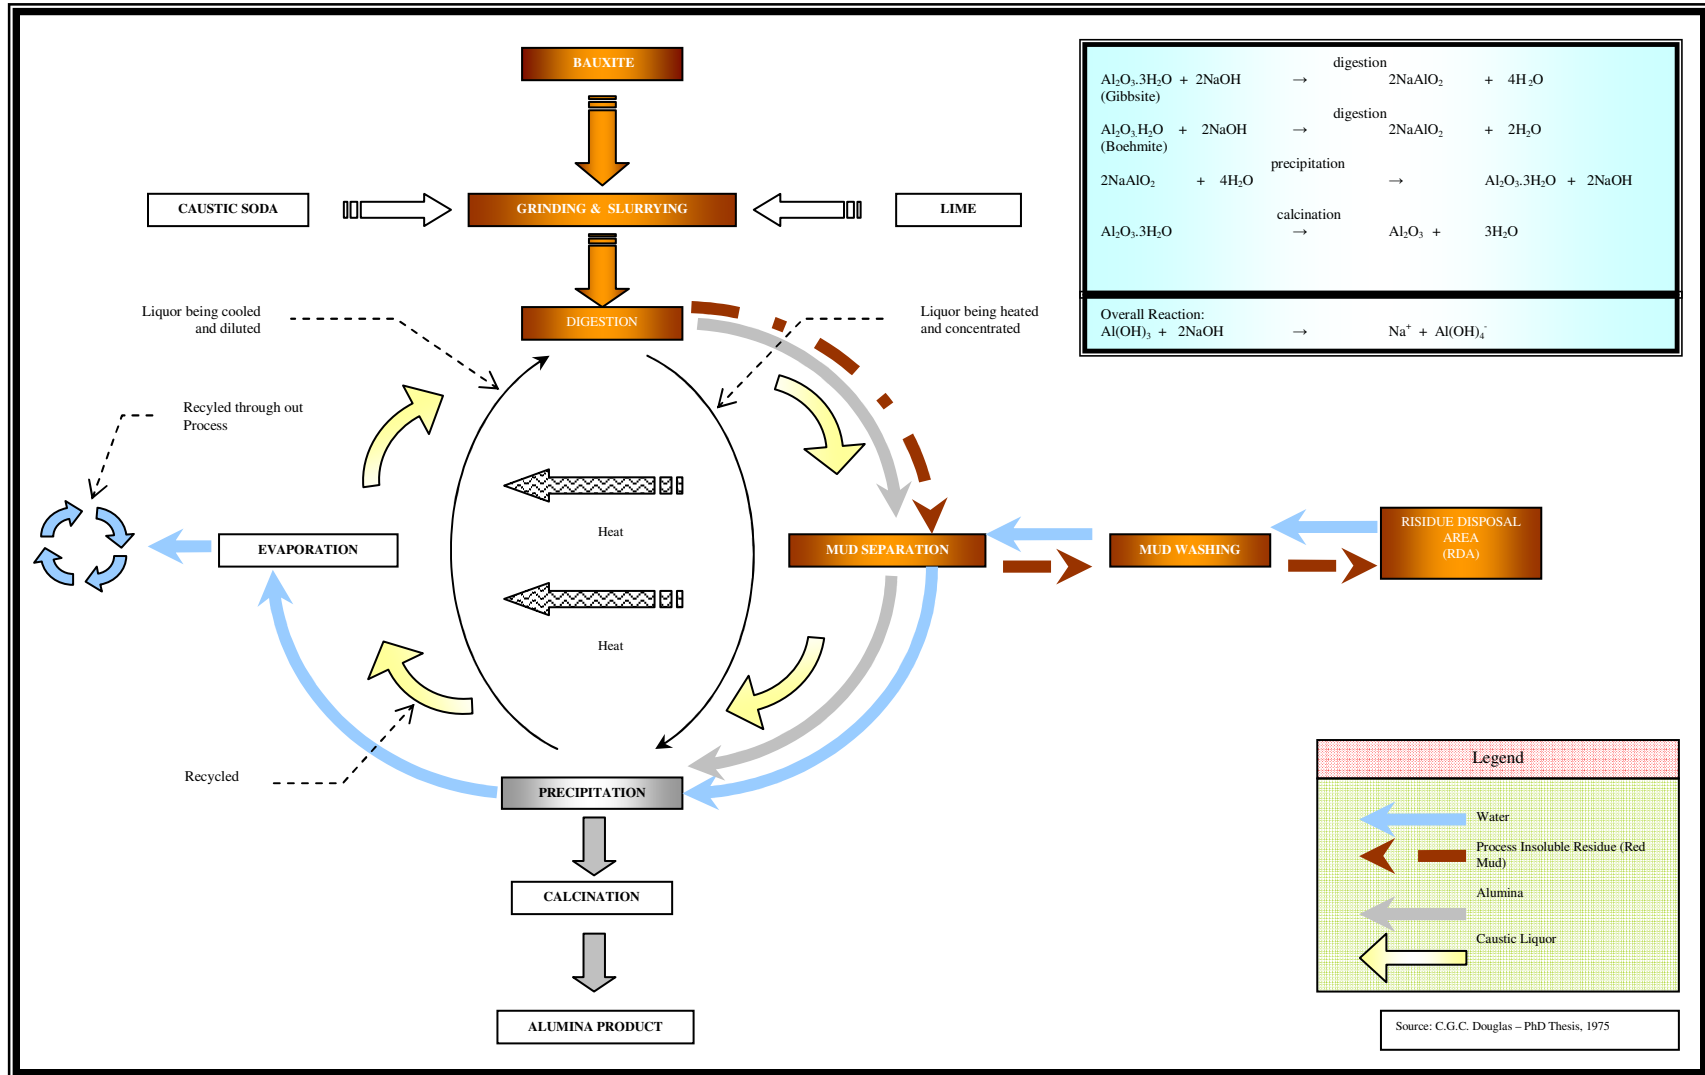 BAUXITE
CAUSTIC SODA
GRINDING & SLURRYING
LIME
DIGESTION
Liquor being cooled
and diluted
Liquor being heated
and concentrated
Recyled through out
Process
Heat
Heat
EVAPORATION
MUD SEPARATION
MUD WASHING
RISIDUE DISPOSAL
AREA
(RDA)
Recycled
PRECIPITATION
CALCINATION
ALUMINA PRODUCT
digestion
Al₂O₃.3H₂O + 2NaOH → 2NaAlO₂ + 4H₂O
(Gibbsite)
digestion
Al₂O₃.H₂O + 2NaOH → 2NaAlO₂ + 2H₂O
(Boehmite)
precipitation
2NaAlO₂ + 4H₂O → Al₂O₃.3H₂O + 2NaOH
calcination
Al₂O₃.3H₂O → Al₂O₃ + 3H₂O
Overall Reaction:
Al(OH)₃ + 2NaOH → Na⁺ + Al(OH)₄⁻
Legend
Water
Process Insoluble Residue (Red
Mud)
Alumina
Caustic Liquor
Source: C.G.C. Douglas – PhD Thesis, 1975